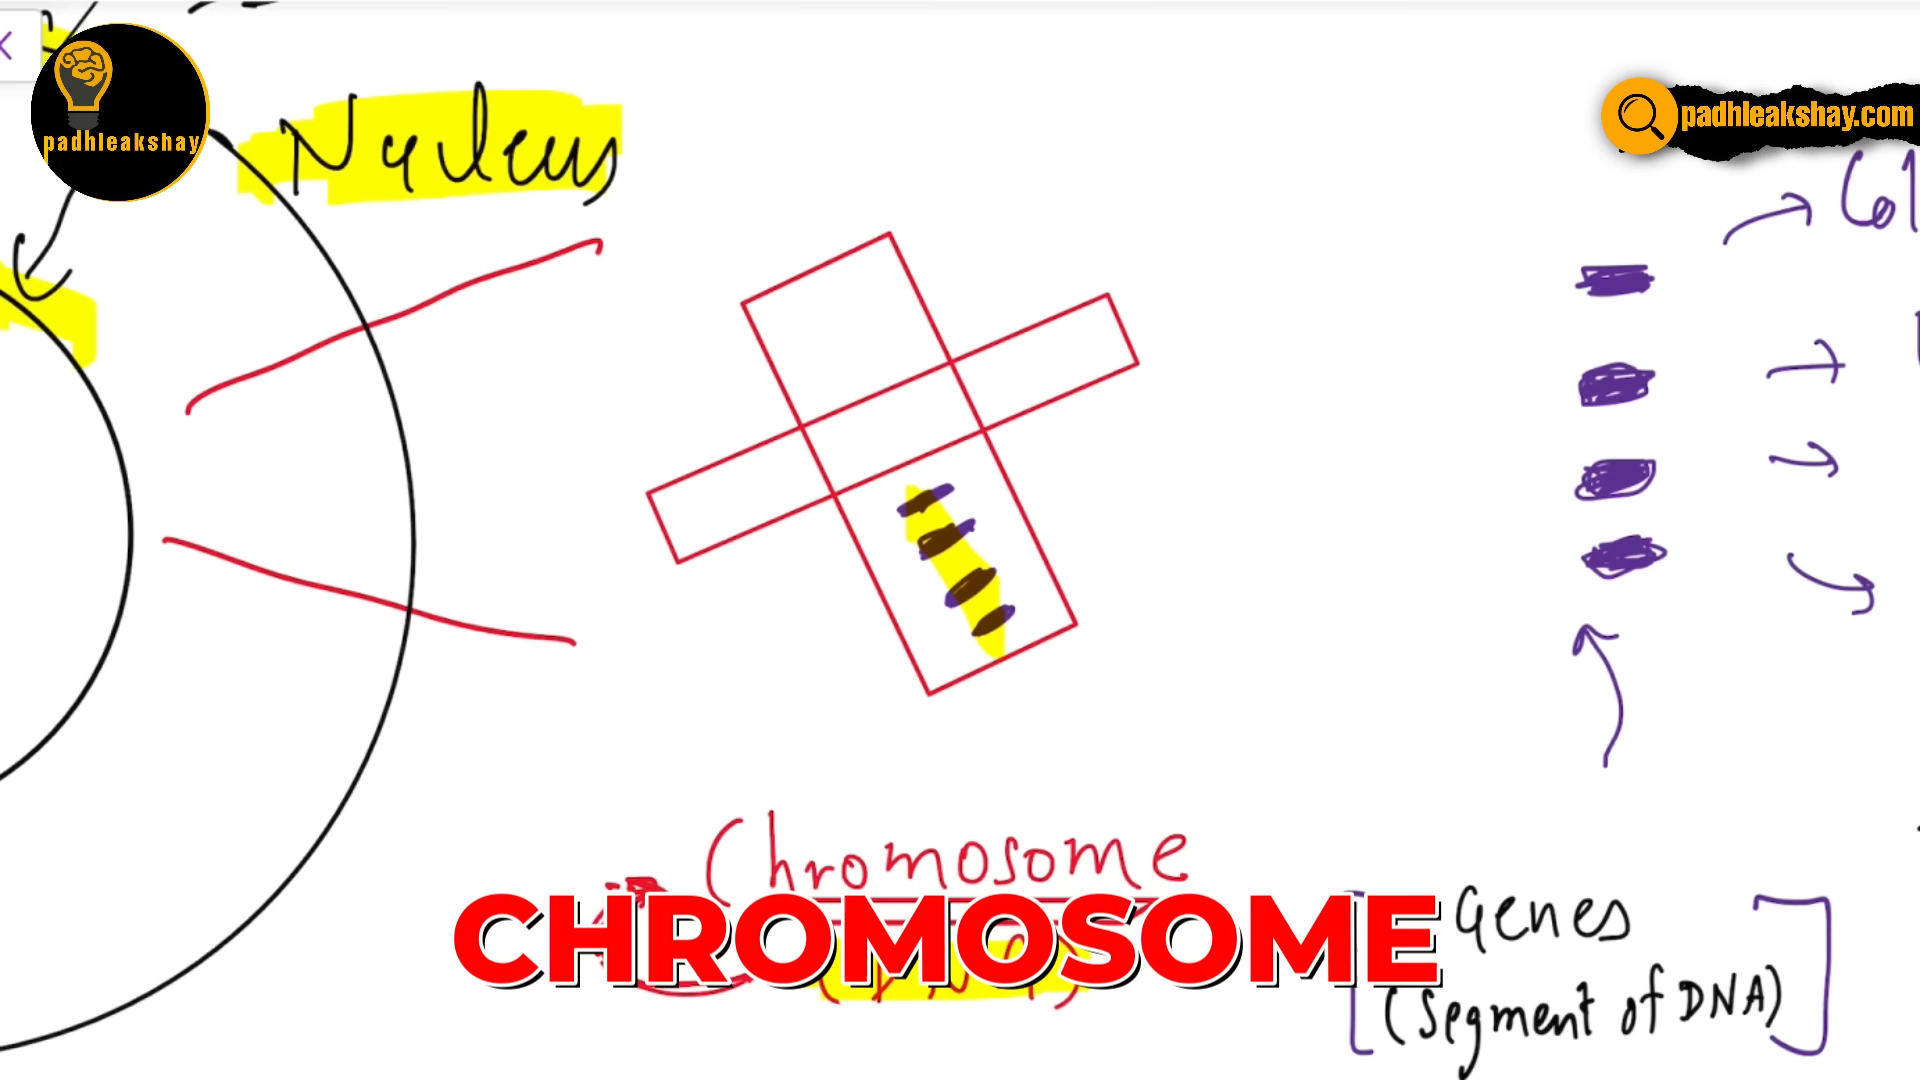 padhleakshay
padhleakshay.com
Nucleus
Chromosome
CHROMOSOME
Genes
(Segment of DNA)